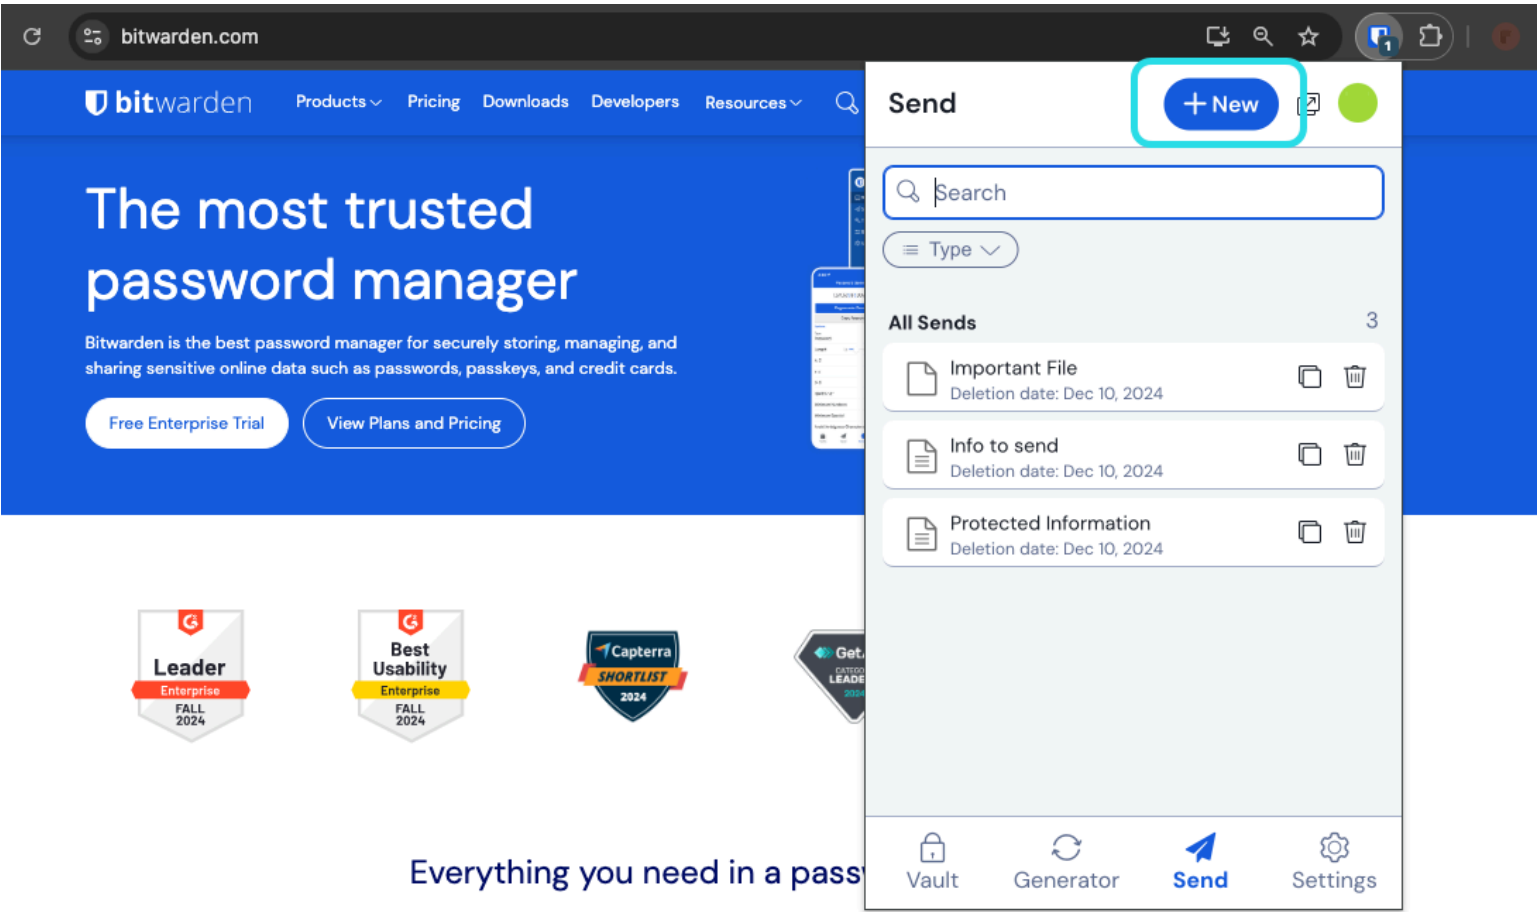 bitwarden.com
1
bitwarden
Products
Pricing
Downloads
Developers
Resources
The most trusted
password manager
Bitwarden is the best password manager for securely storing, managing, and
sharing sensitive online data such as passwords, passkeys, and credit cards.
Free Enterprise Trial
View Plans and Pricing
Leader
Enterprise
FALL
2024
Best
Usability
Enterprise
FALL
2024
Capterra
SHORTLIST
2024
Get
LEADE
2024
Everything you need in a pass
Send
+ New
Search
Type
All Sends
3
Important File
Deletion date: Dec 10, 2024
Info to send
Deletion date: Dec 10, 2024
Protected Information
Deletion date: Dec 10, 2024
Vault
Generator
Send
Settings